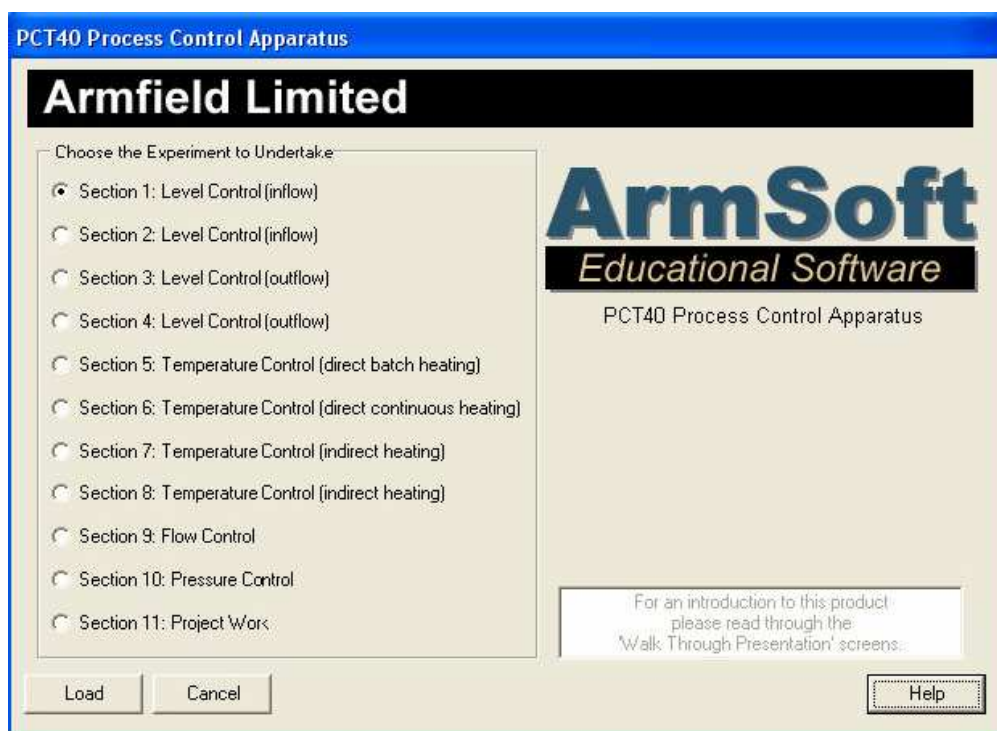 PCT40 Process Control Apparatus
Armfield Limited
Choose the Experiment to Undertake
Section 1: Level Control (inflow)
Section 2: Level Control (inflow)
Section 3: Level Control (outflow)
Section 4: Level Control (outflow)
Section 5: Temperature Control (direct batch heating)
Section 6: Temperature Control (direct continuous heating)
Section 7: Temperature Control (indirect heating)
Section 8: Temperature Control (indirect heating)
Section 9: Flow Control
Section 10: Pressure Control
Section 11: Project Work
ArmSoft
Educational Software
PCT40 Process Control Apparatus
For an introduction to this product
please read through the
'Walk Through Presentation' screens.
Load
Cancel
Help